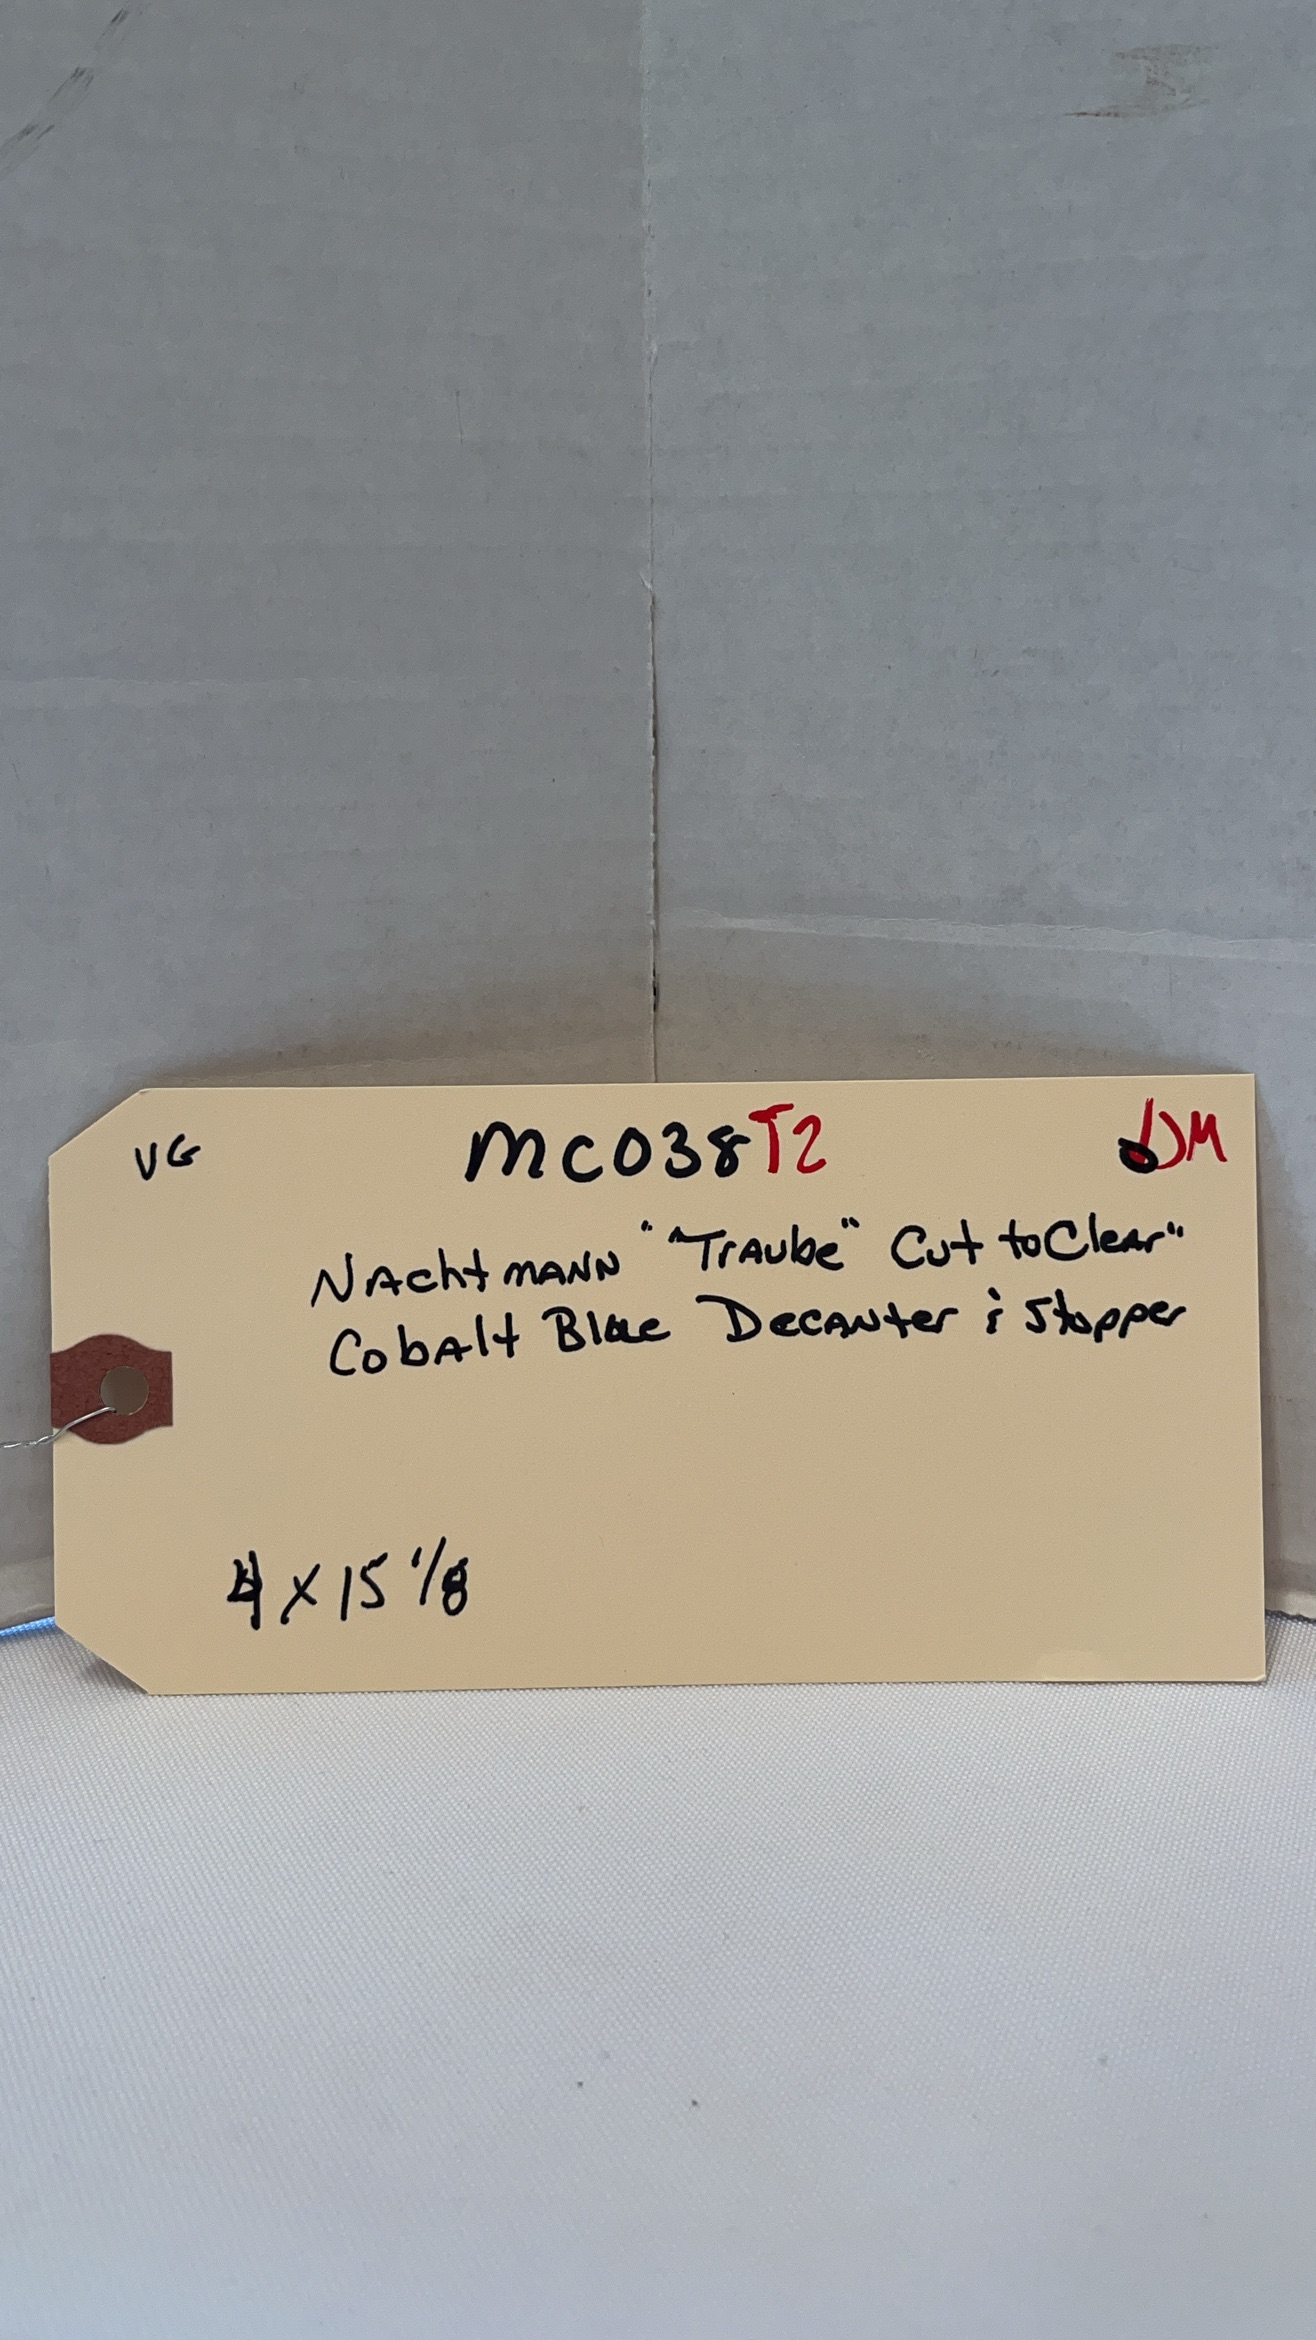 VG MC038T2 DM
Nachtmann "Traube" Cut to Clear"
Cobalt Blue Decanter & Stopper
4 x 15 1/8